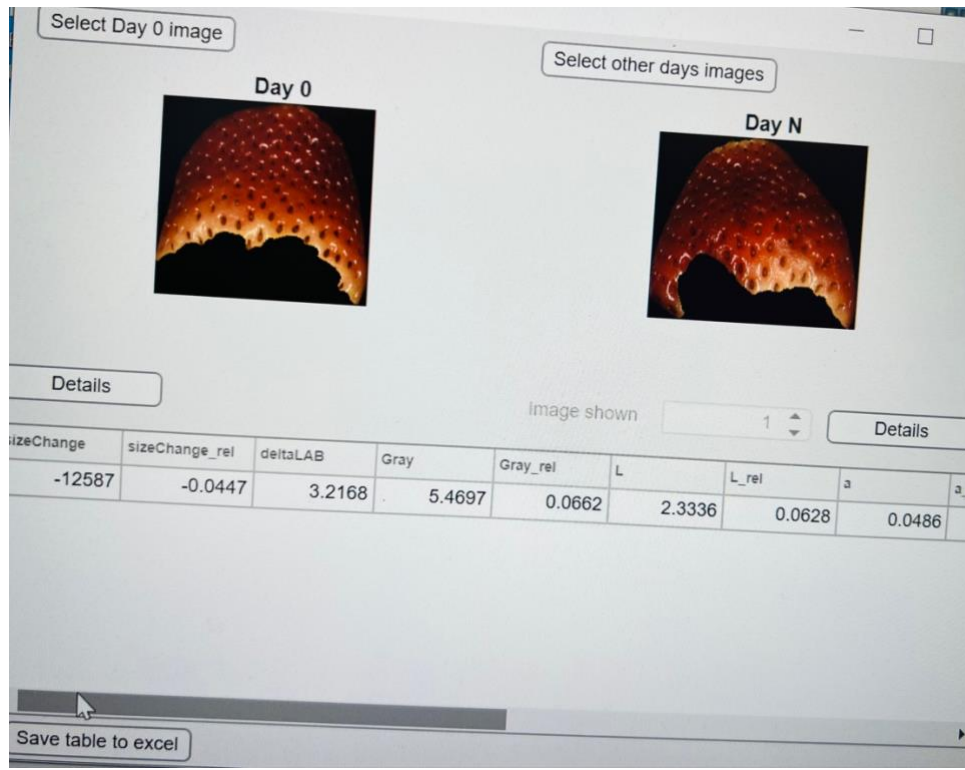 Select Day 0 image
Select other days images
Day 0
Day N
Details
Image shown
1
Details
sizeChange sizeChange_rel deltaLAB Gray Gray_rel L L_rel a a_
-12587 -0.0447 3.2168 5.4697 0.0662 2.3336 0.0628 0.0486
Save table to excel